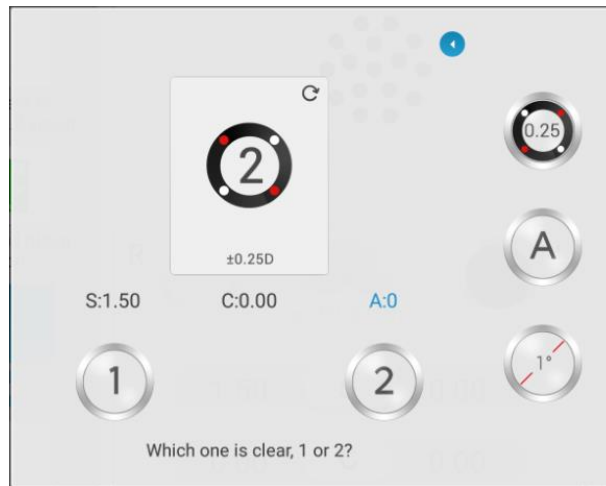 0.25
2
±0.25D
A
S:1.50 C:0.00 A:0
1°
1 2
Which one is clear, 1 or 2?